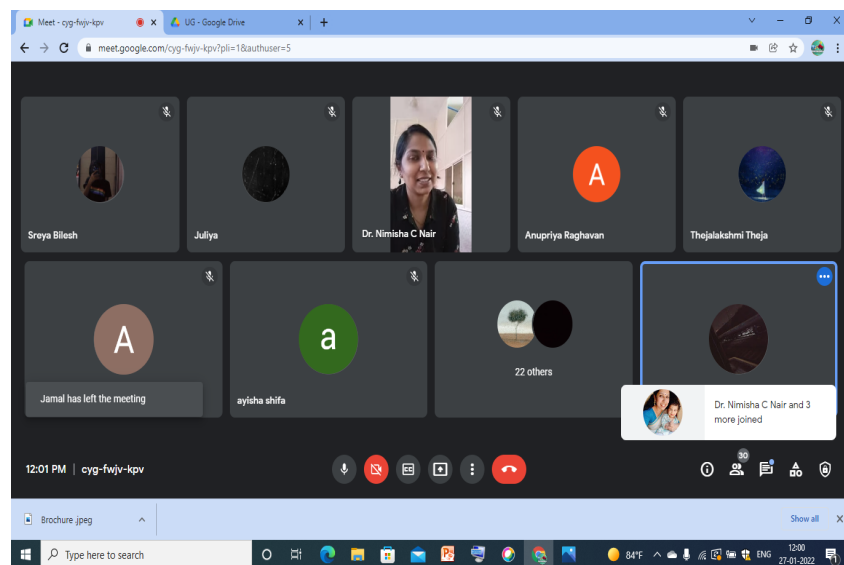 Meet - cyg-fwjv-kpv
UG - Google Drive
meet.google.com/cyg-fwjv-kpv?pli=1&authuser=5
Sreya Bilesh
Juliya
Dr. Nimisha C Nair
A
Anupriya Raghavan
Thejalakshmi Theja
A
Jamal has left the meeting
a
ayisha shifa
22 others
Dr. Nimisha C Nair and 3
more joined
12:01 PM | cyg-fwjv-kpv
CC
30
Brochure .jpeg
Show all
Type here to search
84°F
ENG
12:00
27-01-2022
1